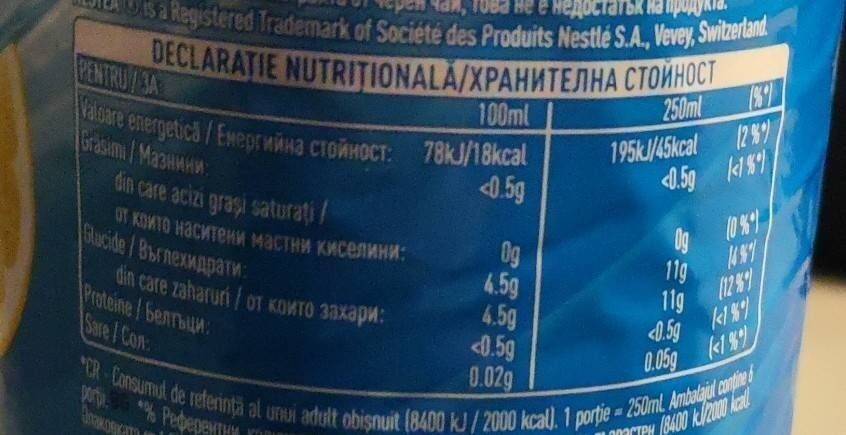 черен чай, това не е недостатък на продукта.
is a Registered Trademark of Société des Produits Nestlé S.A., Vevey, Switzerland.
DECLARAȚIE NUTRIȚIONALĂ/ХРАНИТЕЛНА СТОЙНОСТ
PENTRU / ЗА 100ml 250ml (%*)
Valoare energetică / Енергийна стойност: 78kJ/18kcal 195kJ/45kcal (2 %*)
Grăsimi / Мазнини: <0.5g <0.5g (<1 %*)
din care acizi grași saturați /
от които наситени мастни киселини: 0g 0g (0 %*)
Glucide / Въглехидрати: 4.5g 11g (4 %*)
din care zaharuri / от които захари: 4.5g 11g (12 %*)
Proteine / Белтъци: <0.5g <0.5g (<1 %*)
Sare / Сол: 0.02g 0.05g (<1 %*)
*CR - Consumul de referință al unui adult obișnuit (8400 kJ / 2000 kcal). 1 porție = 250ml. Ambalajul conține 6
porții. *% Референтен (8400 kJ/2000 kcal).